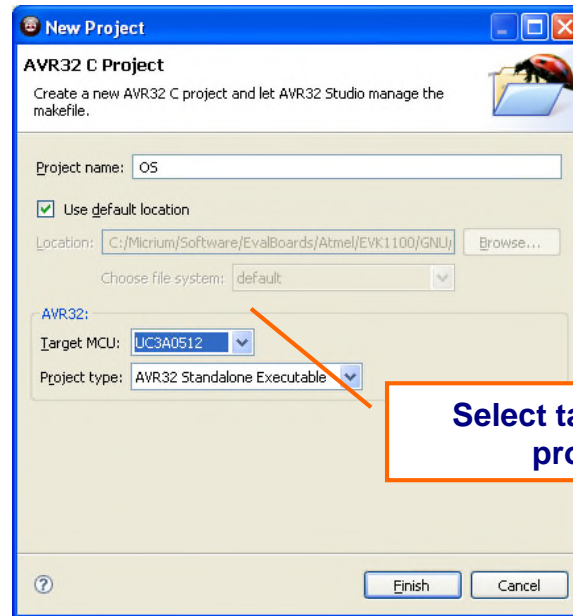 New Project
AVR32 C Project
Create a new AVR32 C project and let AVR32 Studio manage the
makefile.
Project name: OS
Use default location
Location: C:/Micrium/Software/EvalBoards/Atmel/EVK1100/GNU/ Browse...
Choose file system: default
AVR32:
Target MCU: UC3A0512
Project type: AVR32 Standalone Executable
Select ta
pro
? Finish Cancel